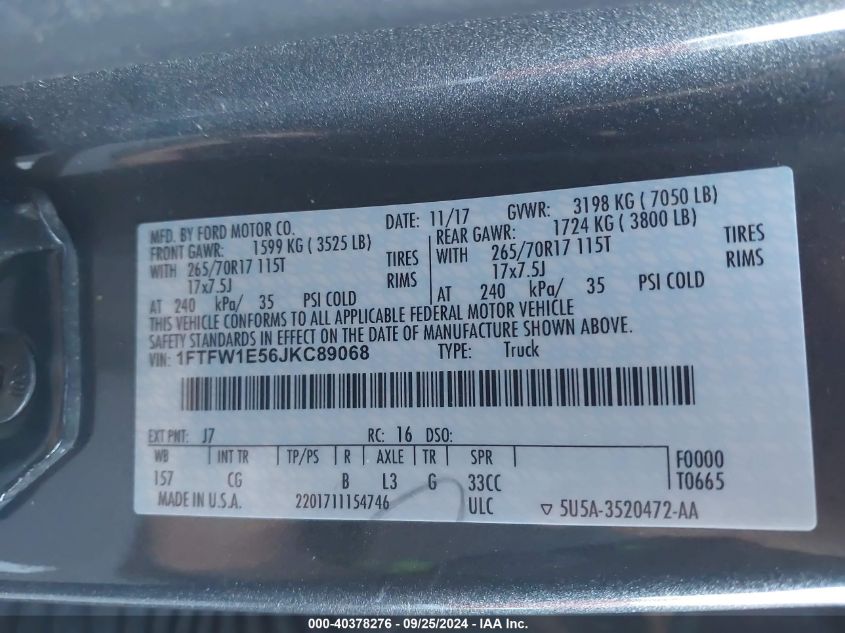 MFD. BY FORD MOTOR CO. DATE: 11/17 GVWR: 3198 KG ( 7050 LB)
FRONT GAWR: 1599 KG ( 3525 LB) REAR GAWR: 1724 KG ( 3800 LB)
WITH 265/70R17 115T TIRES WITH 265/70R17 115T TIRES
17x7.5J RIMS 17x7.5J RIMS
AT 240 kPa/ 35 PSI COLD AT 240 kPa/ 35 PSI COLD
THIS VEHICLE CONFORMS TO ALL APPLICABLE FEDERAL MOTOR VEHICLE
SAFETY STANDARDS IN EFFECT ON THE DATE OF MANUFACTURE SHOWN ABOVE.
VIN: 1FTFW1E56JKC89068 TYPE: Truck
EXT PNT: J7 RC: 16 DSO:
WB INT TR TP/PS R AXLE TR SPR F0000
157 CG B L3 G 33CC T0665
MADE IN U.S.A. 2201711154746 ULC ▽ 5U5A-3520472-AA
000-40378276 - 09/25/2024 - IAAI.COM